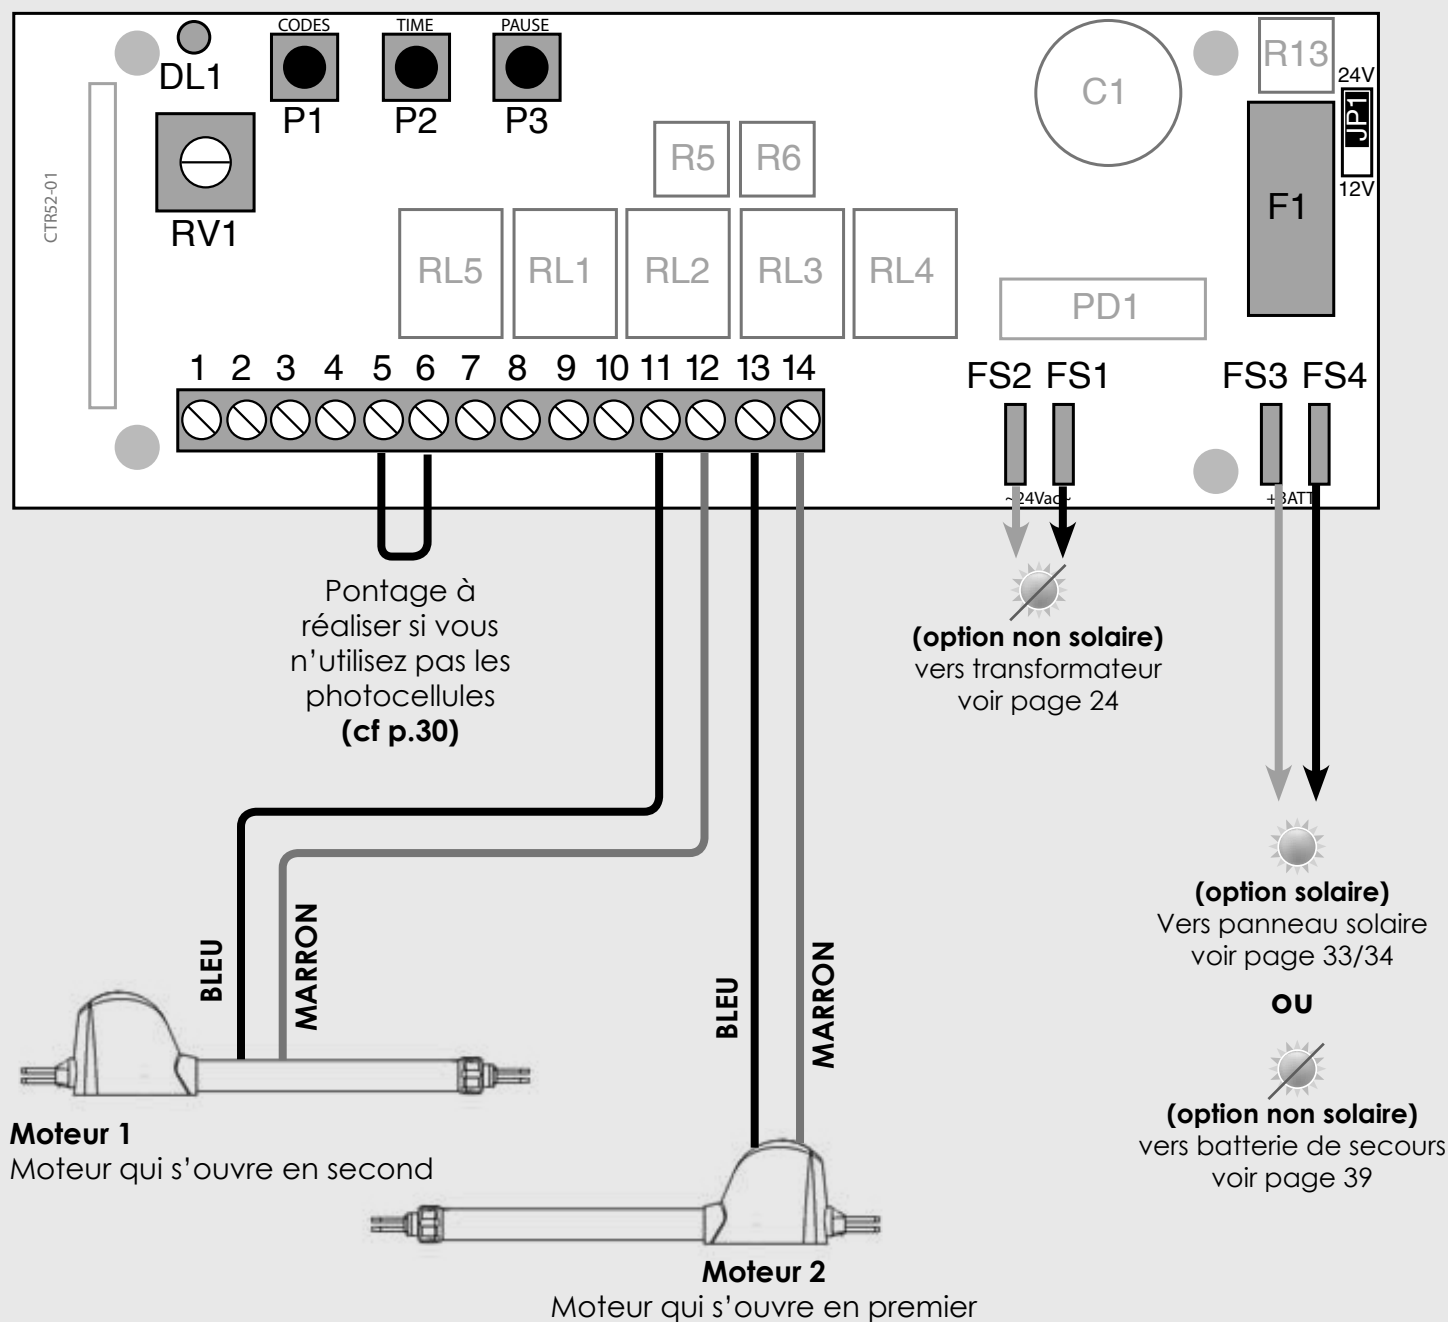 CODES TIME PAUSE
DL1
P1 P2 P3
C1
R13
24V
JP1
12V
F1
CTR52-01
RV1
R5 R6
RL5 RL1 RL2 RL3 RL4
PD1
1 2 3 4 5 6 7 8 9 10 11 12 13 14
FS2 FS1 FS3 FS4
~24Vac~
+BATT
Pontage à
réaliser si vous
n’utilisez pas les
photocellules
(cf p.30)
(option non solaire)
vers transformateur
voir page 24
(option solaire)
Vers panneau solaire
voir page 33/34
ou
(option non solaire)
vers batterie de secours
voir page 39
BLEU
MARRON
BLEU
MARRON
Moteur 1
Moteur qui s’ouvre en second
Moteur 2
Moteur qui s’ouvre en premier